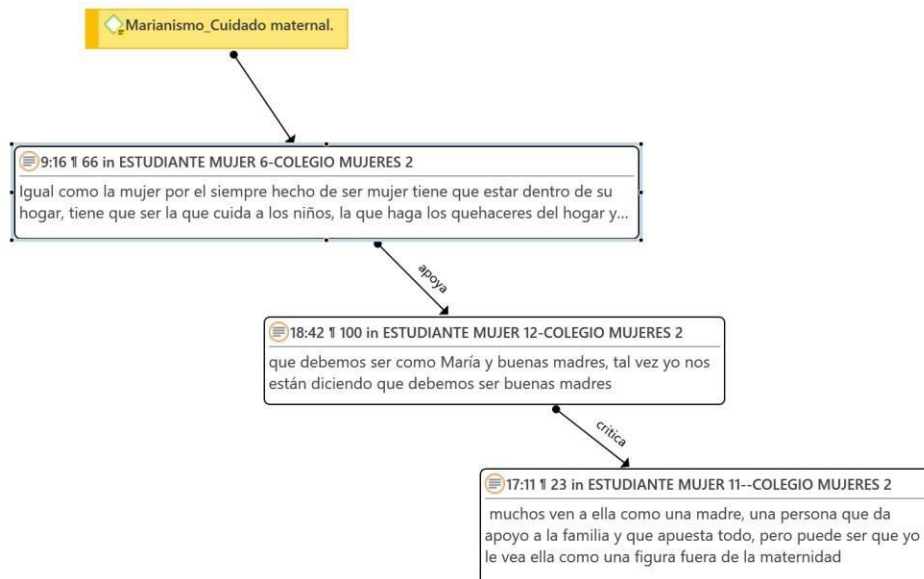 Marianismo_Cuidado maternal.
9:16 ¶ 66 in ESTUDIANTE MUJER 6-COLEGIO MUJERES 2
Igual como la mujer por el siempre hecho de ser mujer tiene que estar dentro de su
hogar, tiene que ser la que cuida a los niños, la que haga los quehaceres del hogar y...
apoya
18:42 ¶ 100 in ESTUDIANTE MUJER 12-COLEGIO MUJERES 2
que debemos ser como María y buenas madres, tal vez yo nos
están diciendo que debemos ser buenas madres
critica
17:11 ¶ 23 in ESTUDIANTE MUJER 11--COLEGIO MUJERES 2
muchos ven a ella como una madre, una persona que da
apoyo a la familia y que apuesta todo, pero puede ser que yo
le vea ella como una figura fuera de la maternidad